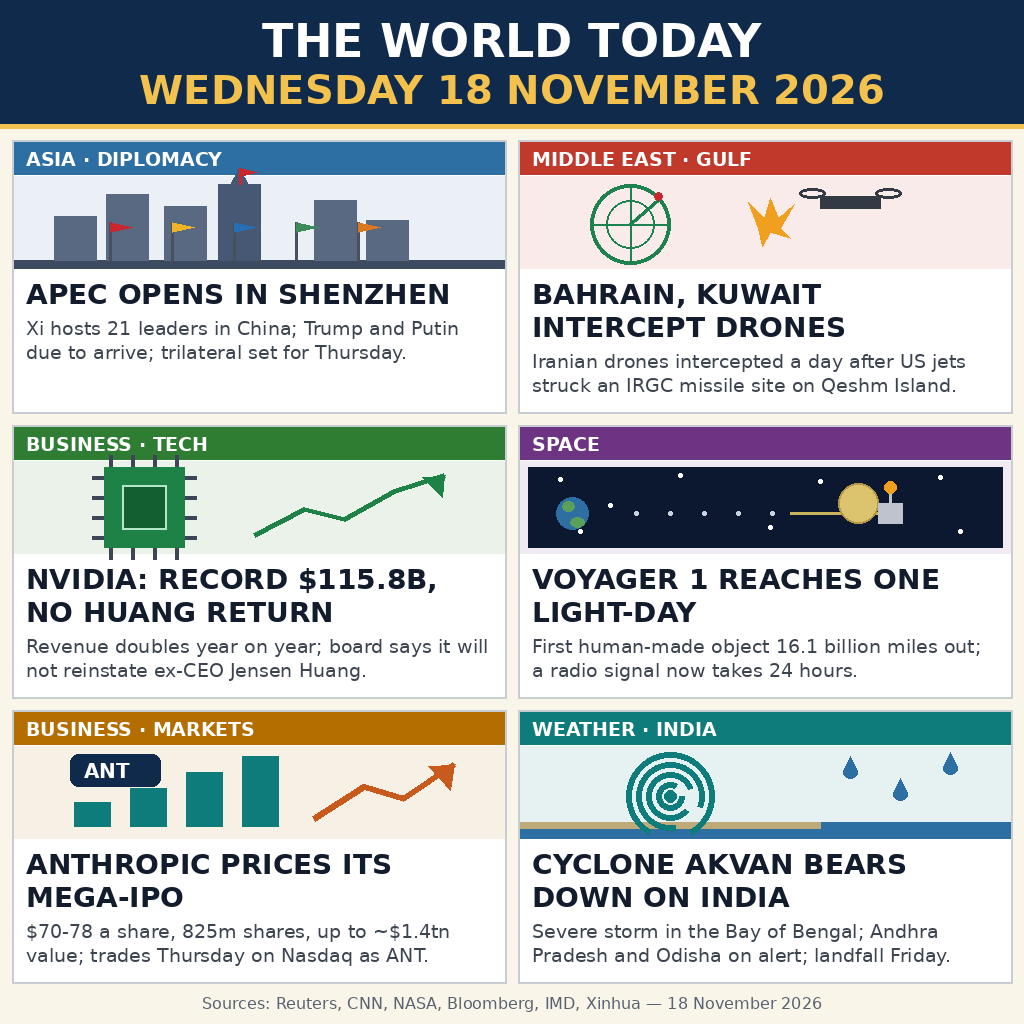 THE WORLD TODAY
WEDNESDAY 18 NOVEMBER 2026
ASIA · DIPLOMACY
APEC OPENS IN SHENZHEN
Xi hosts 21 leaders in China; Trump and Putin
due to arrive; trilateral set for Thursday.
MIDDLE EAST · GULF
BAHRAIN, KUWAIT
INTERCEPT DRONES
Iranian drones intercepted a day after US jets
struck an IRGC missile site on Qeshm Island.
BUSINESS · TECH
NVIDIA: RECORD $115.8B,
NO HUANG RETURN
Revenue doubles year on year; board says it will
not reinstate ex-CEO Jensen Huang.
SPACE
VOYAGER 1 REACHES ONE
LIGHT-DAY
First human-made object 16.1 billion miles out;
a radio signal now takes 24 hours.
BUSINESS · MARKETS
ANT
ANTHROPIC PRICES ITS
MEGA-IPO
$70-78 a share, 825m shares, up to ~$1.4tn
value; trades Thursday on Nasdaq as ANT.
WEATHER · INDIA
CYCLONE AKVAN BEARS
DOWN ON INDIA
Severe storm in the Bay of Bengal; Andhra
Pradesh and Odisha on alert; landfall Friday.
Sources: Reuters, CNN, NASA, Bloomberg, IMD, Xinhua — 18 November 2026